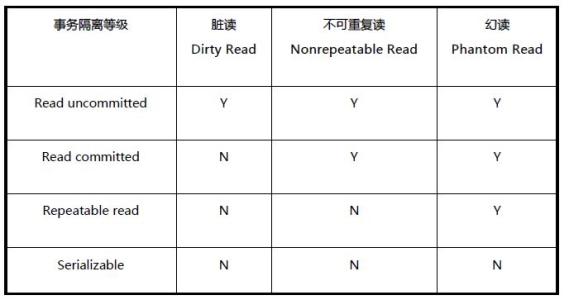 事务隔离等级 脏读 不可重复读 幻读
Dirty Read Nonrepeatable Read Phantom Read
Read uncommitted Y Y Y
Read committed N Y Y
Repeatable read N N Y
Serializable N N N